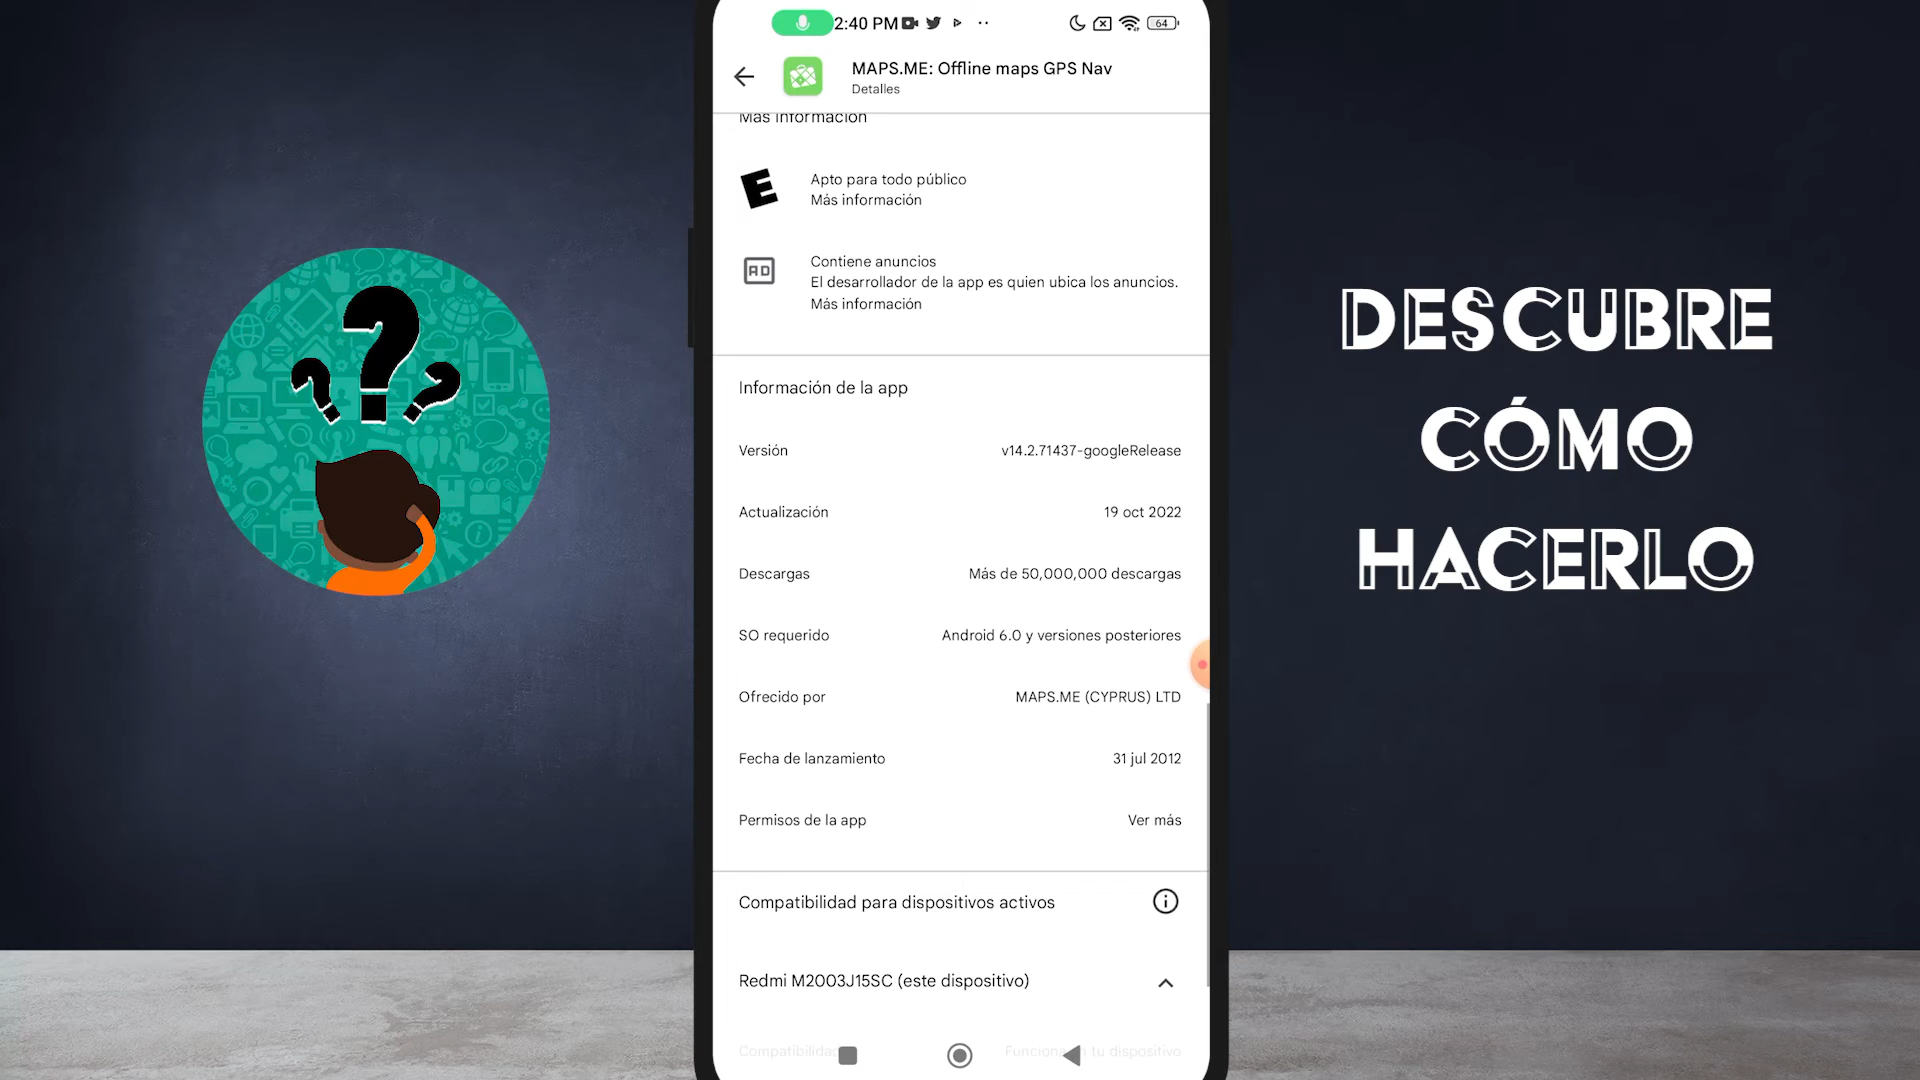 2:40 PM
64
MAPS.ME: Offline maps GPS Nav
Detalles
Más información
E
Apto para todo público
Más información
AD
Contiene anuncios
El desarrollador de la app es quien ubica los anuncios.
Más información
Información de la app
Versión v14.2.71437-googleRelease
Actualización 19 oct 2022
Descargas Más de 50,000,000 descargas
SO requerido Android 6.0 y versiones posteriores
Ofrecido por MAPS.ME (CYPRUS) LTD
Fecha de lanzamiento 31 jul 2012
Permisos de la app Ver más
Compatibilidad para dispositivos activos
Redmi M2003J15SC (este dispositivo)
DESCUBRE
CÓMO
HACERLO